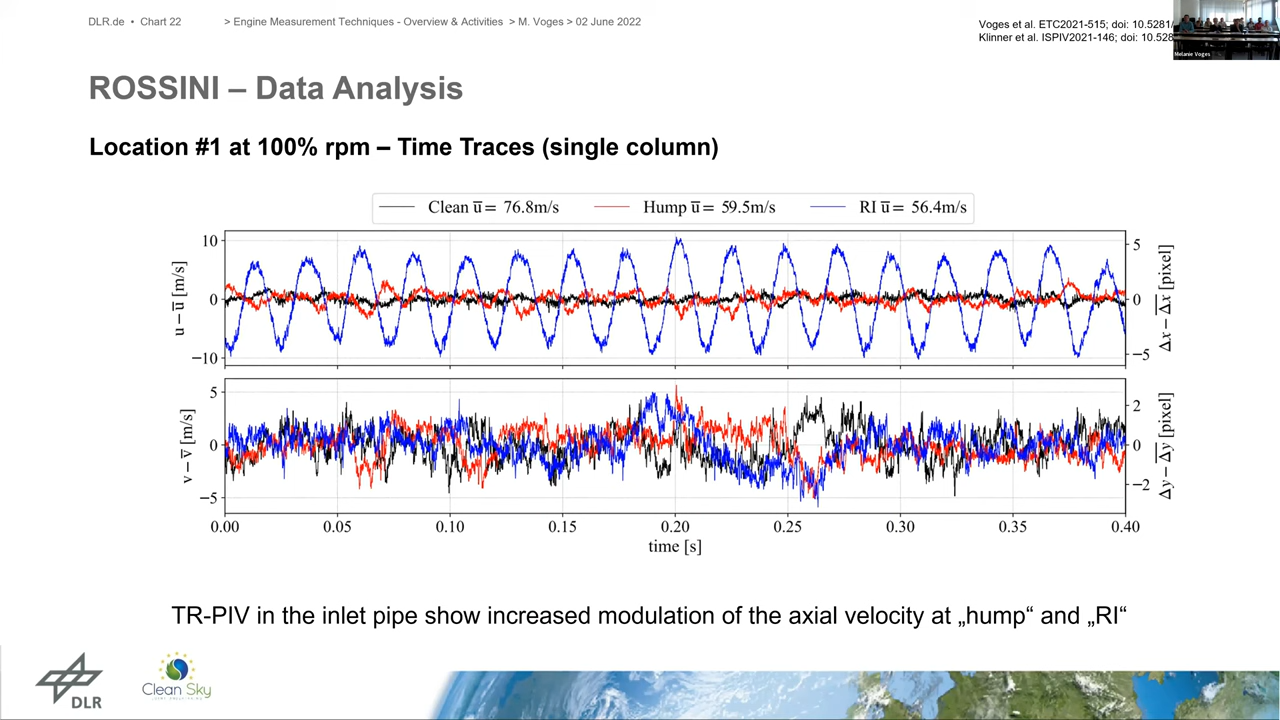 DLR.de • Chart 22 > Engine Measurement Techniques - Overview & Activities > M. Voges > 02 June 2022
Voges et al. ETC2021-515; doi: 10.5281/
Klinner et al. ISPIV2021-146; doi: 10.528
Melanie Voges
ROSSINI – Data Analysis
Location #1 at 100% rpm – Time Traces (single column)
Clean u̅ = 76.8m/s Hump u̅ = 59.5m/s RI u̅ = 56.4m/s
10
0
−10
u − u̅ [m/s]
5
0
−5
Δx − Δ̅x̅ [pixel]
5
0
−5
v − v̅ [m/s]
2
0
−2
Δy − Δ̅y̅ [pixel]
0.00 0.05 0.10 0.15 0.20 0.25 0.30 0.35 0.40
time [s]
TR-PIV in the inlet pipe show increased modulation of the axial velocity at „hump“ and „RI“
DLR
Clean Sky